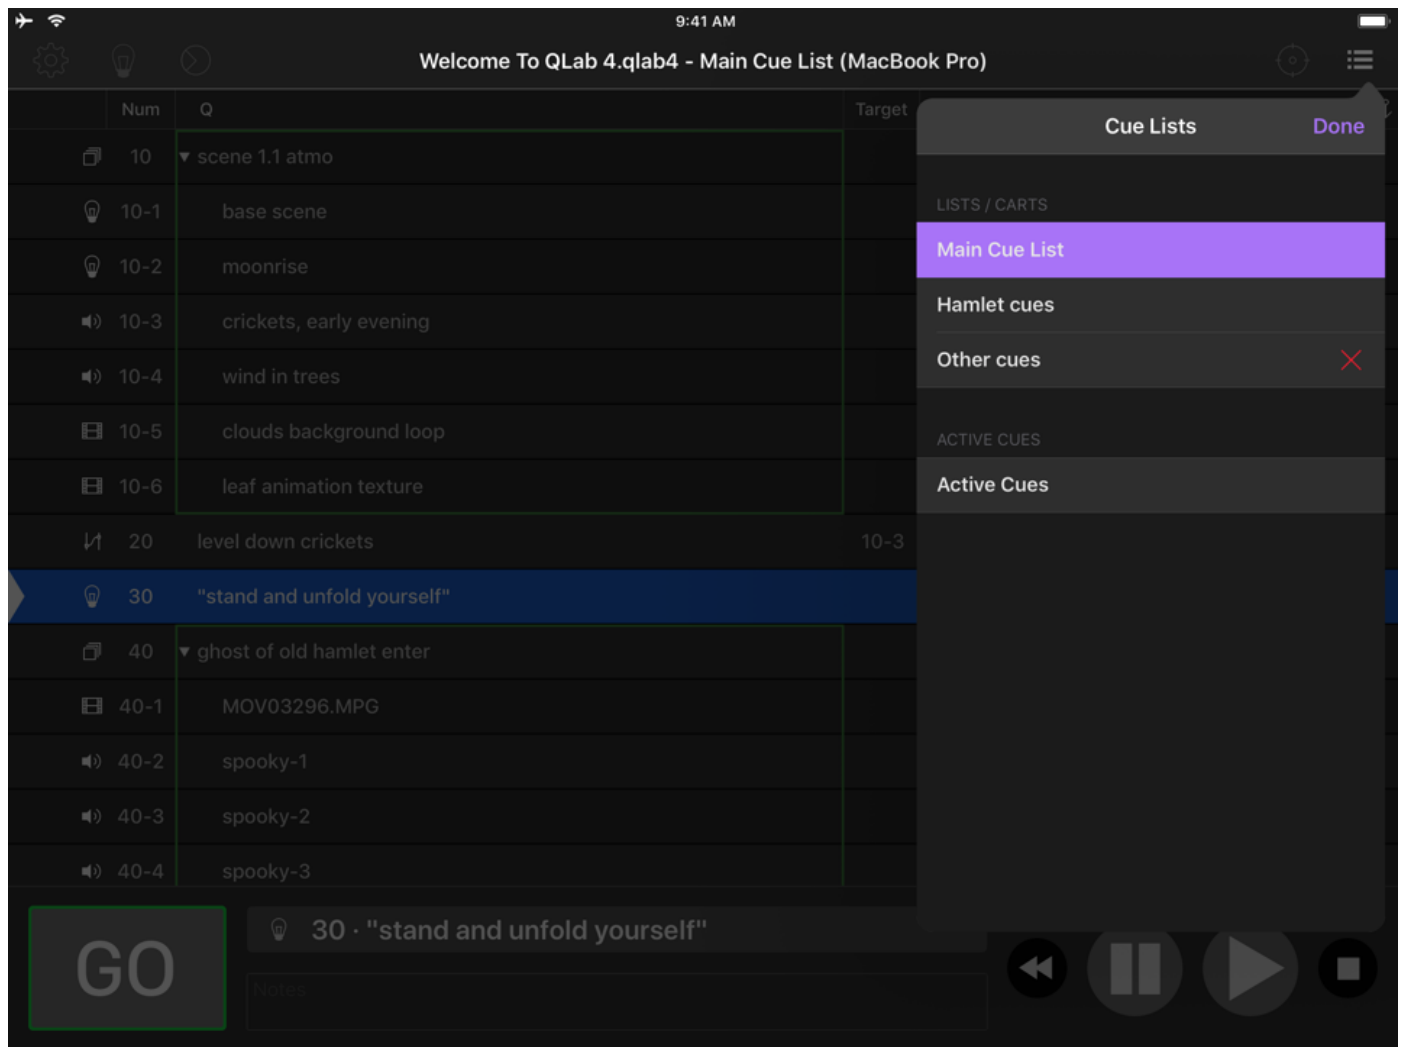 9:41 AM
Welcome To QLab 4.qlab4 - Main Cue List (MacBook Pro)
Num Q Target
Cue Lists Done
10 scene 1.1 atmo
LISTS / CARTS
10-1 base scene
Main Cue List
10-2 moonrise
Hamlet cues
10-3 crickets, early evening
Other cues
10-4 wind in trees
10-5 clouds background loop
ACTIVE CUES
10-6 leaf animation texture
Active Cues
20 level down crickets 10-3
30 "stand and unfold yourself"
40 ghost of old hamlet enter
40-1 MOV03296.MPG
40-2 spooky-1
40-3 spooky-2
40-4 spooky-3
GO
30 · "stand and unfold yourself"
Notes